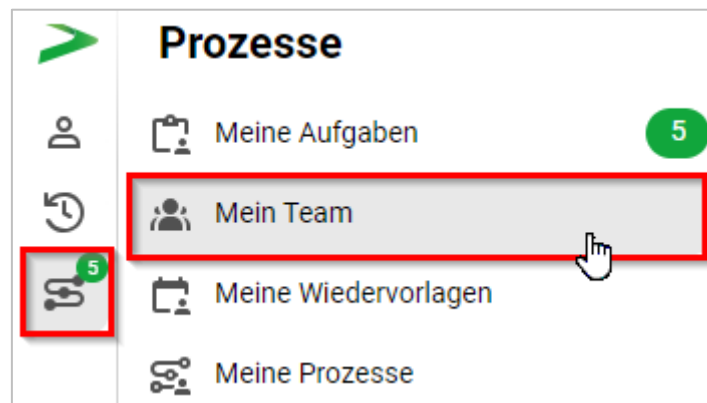 Prozesse
Meine Aufgaben 5
Mein Team
5
Meine Wiedervorlagen
Meine Prozesse